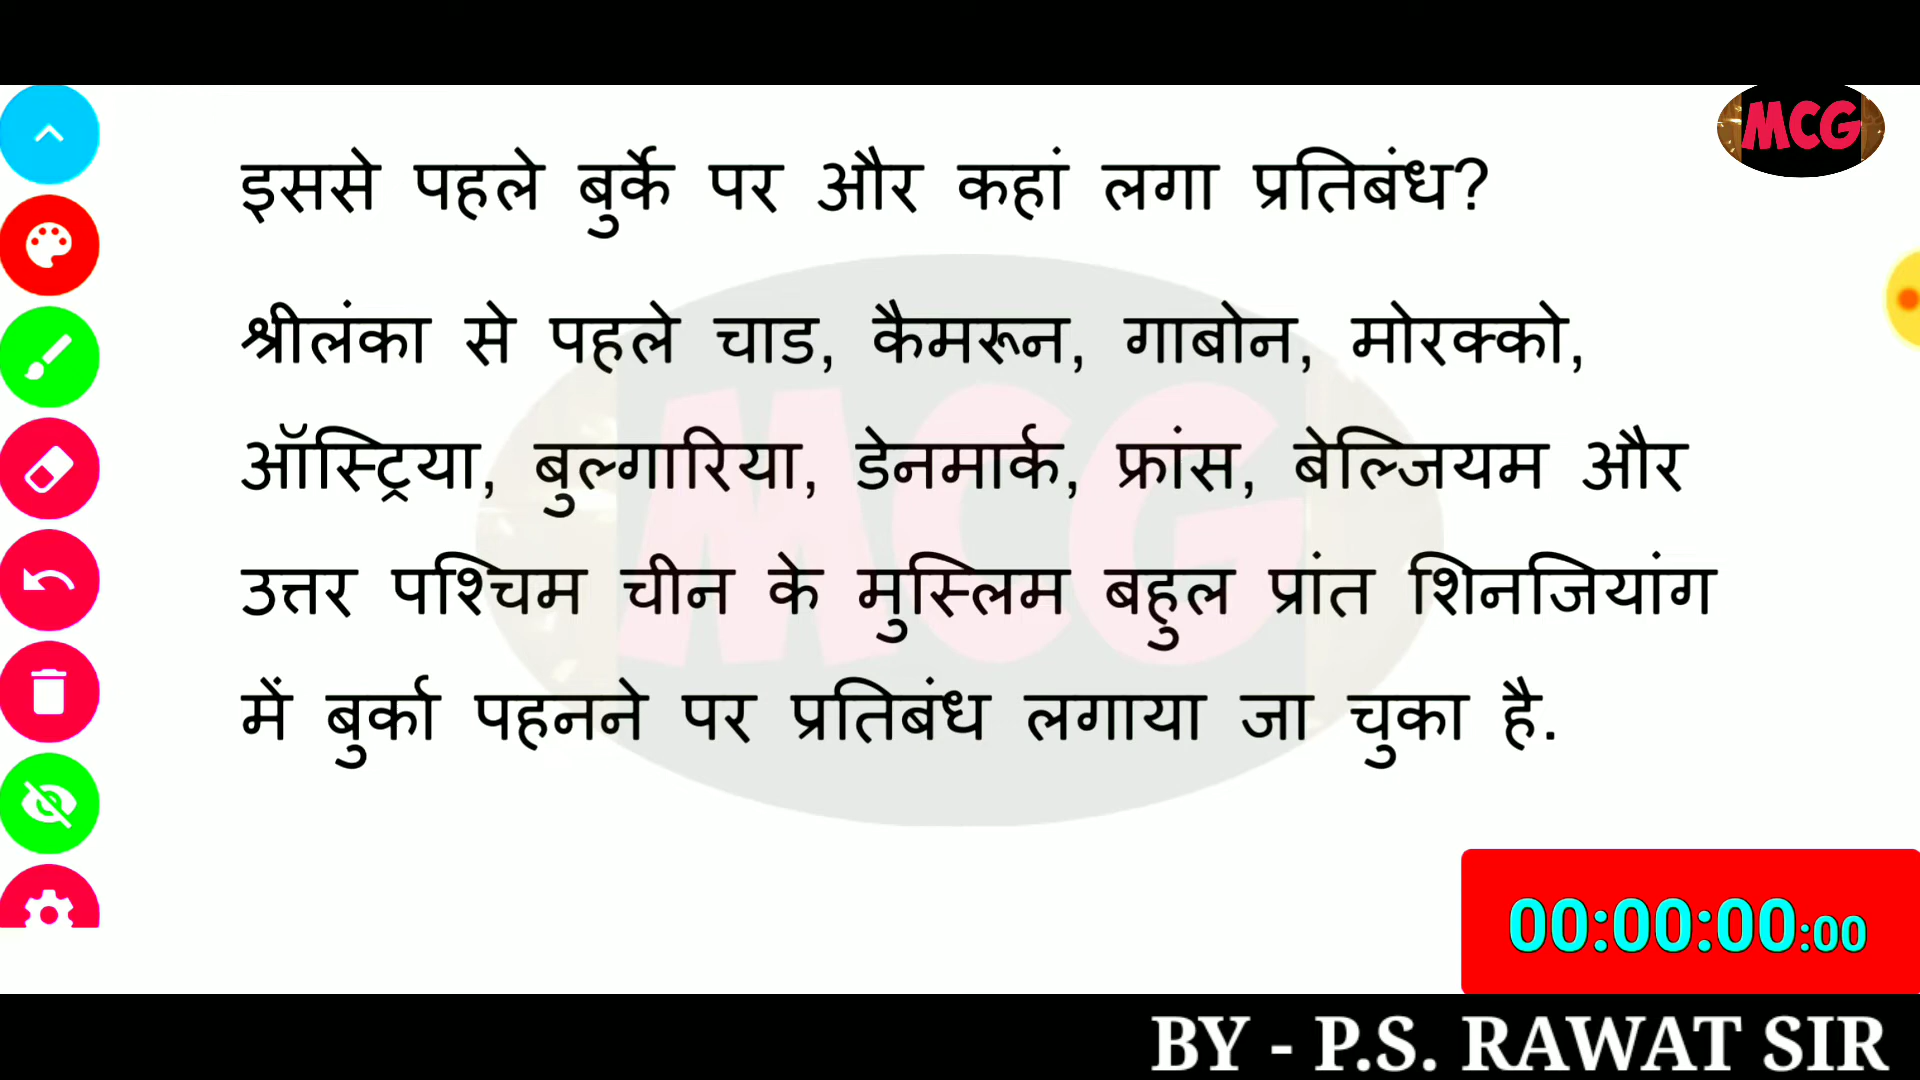 MCG
इससे पहले बुर्के पर और कहां लगा प्रतिबंध?
श्रीलंका से पहले चाड, कैमरून, गाबोन, मोरक्को,
ऑस्ट्रिया, बुल्गारिया, डेनमार्क, फ्रांस, बेल्जियम और
उत्तर पश्चिम चीन के मुस्लिम बहुल प्रांत शिनजियांग
में बुर्का पहनने पर प्रतिबंध लगाया जा चुका है.
MCG
00:00:00:00
BY - P.S. RAWAT SIR